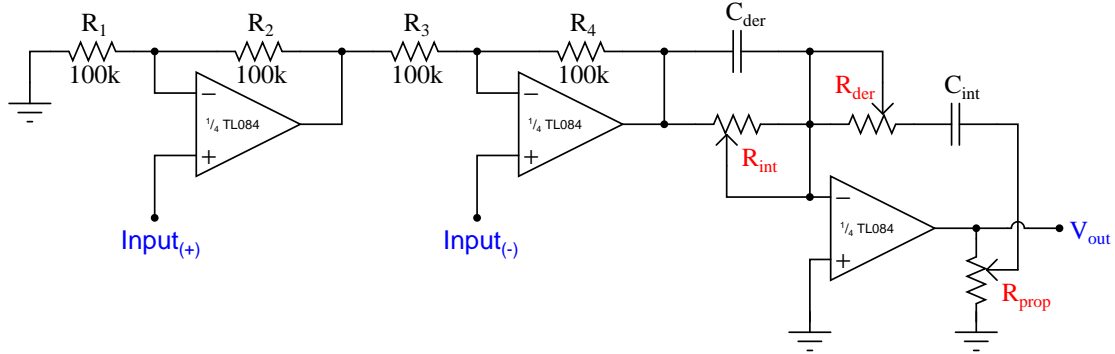 R1
100k
R2
100k
R3
100k
R4
100k
Cder
Rder
Cint
Rint
− 
+
1/4 TL084
−
+
1/4 TL084
−
+
1/4 TL084
Input(+)
Input(-)
Vout
Rprop